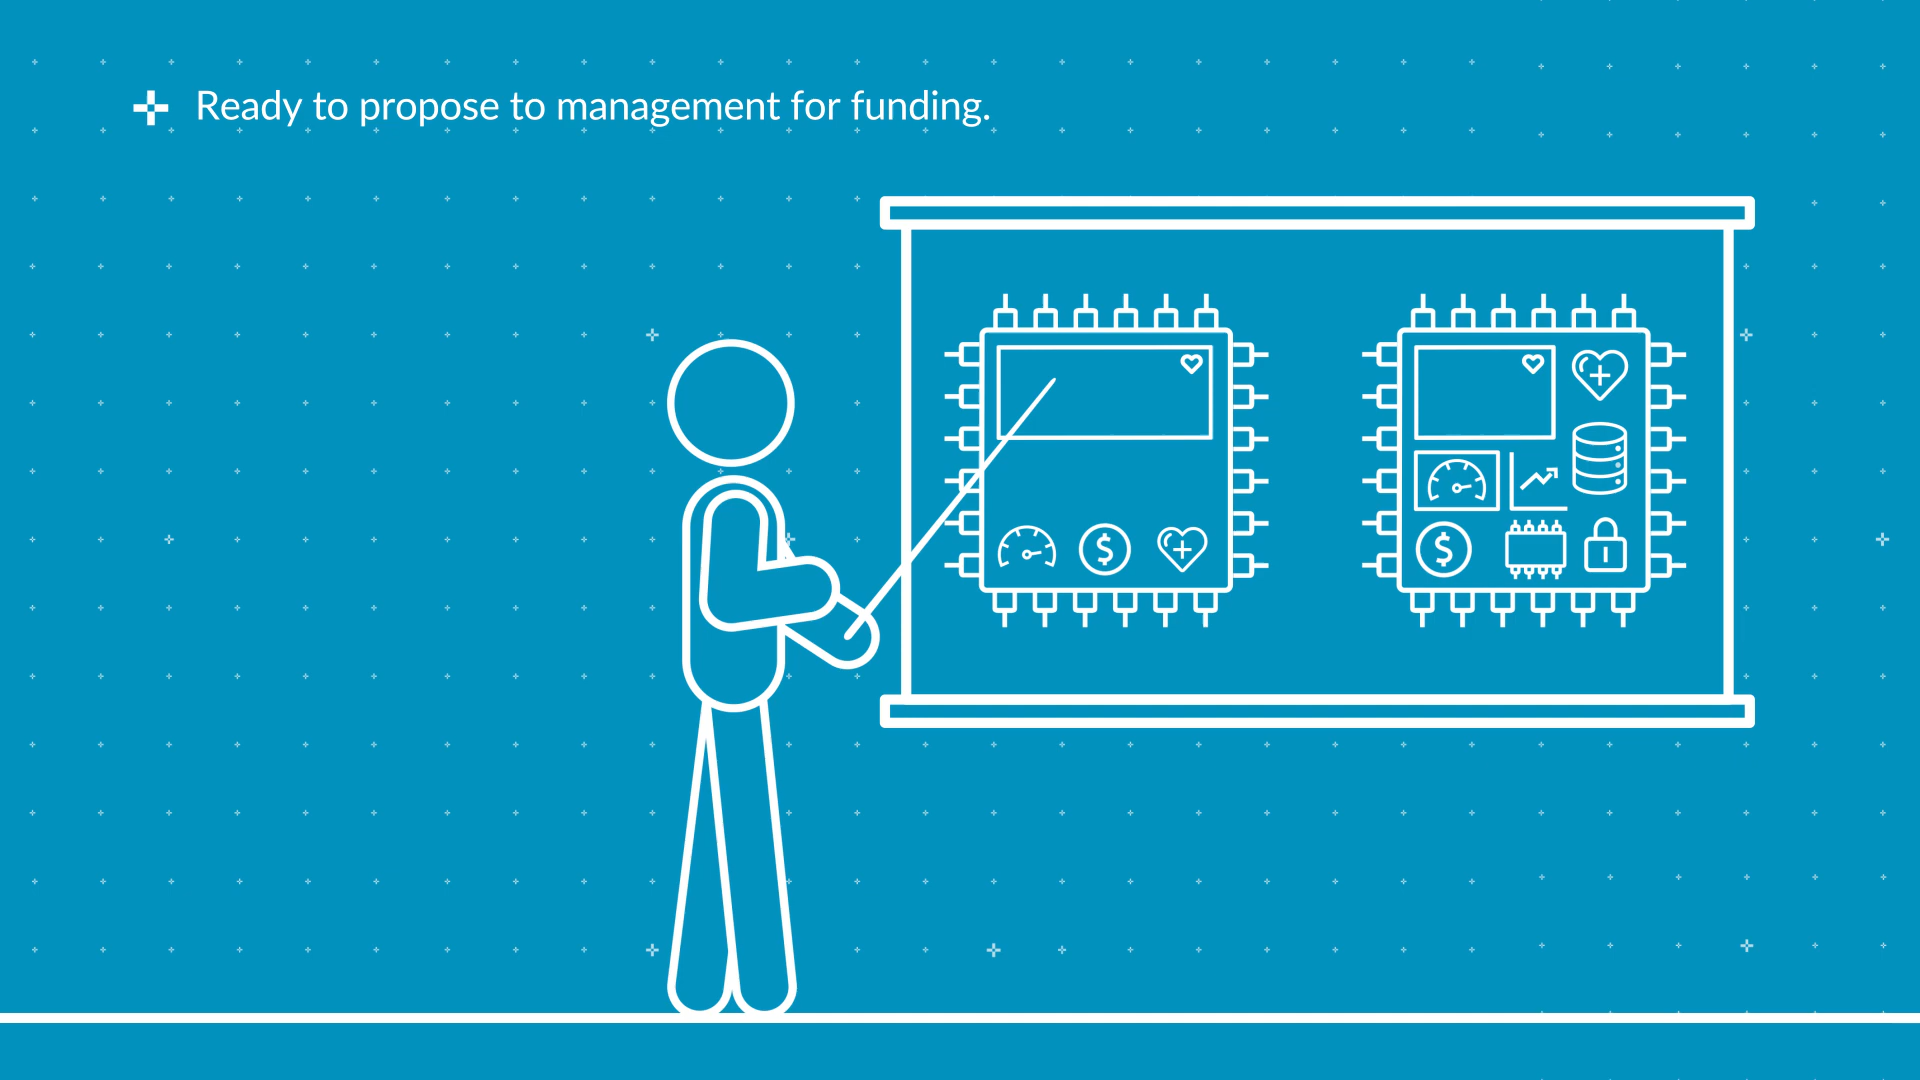 Ready to propose to management for funding.
$
$